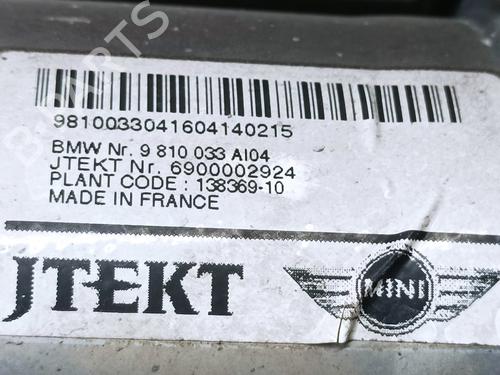 9810033041604140215
BMW Nr. 9 810 033 AI04
JTEKT Nr. 6900002924
PLANT CODE : 138369-10
MADE IN FRANCE
JTEKT
MINI